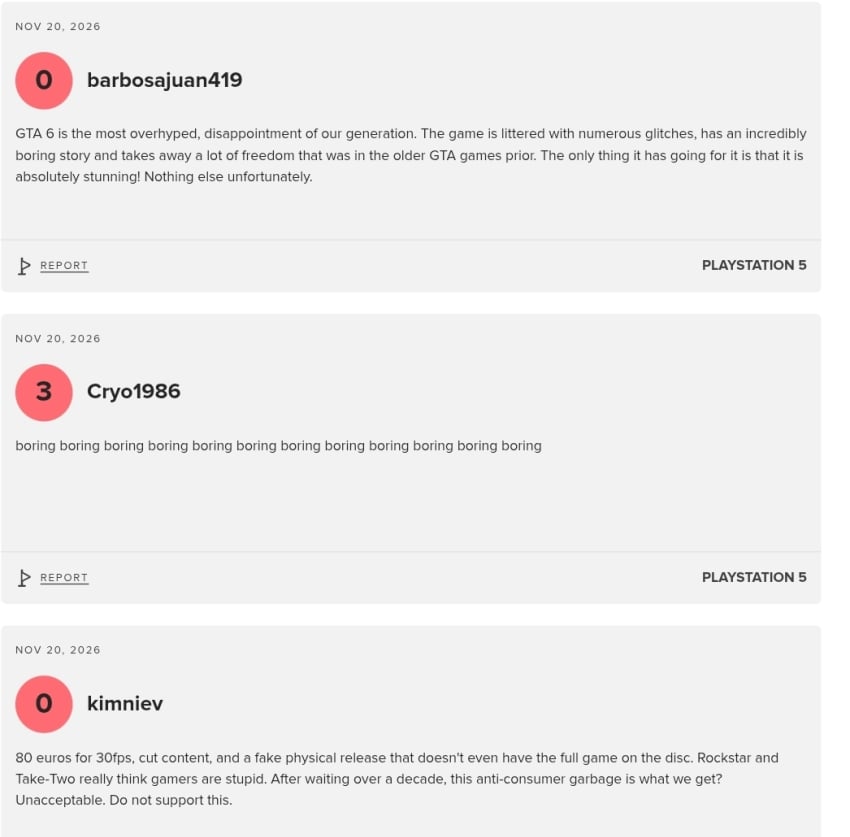 NOV 20, 2026
0 barbosajuan419
GTA 6 is the most overhyped, disappointment of our generation. The game is littered with numerous glitches, has an incredibly
boring story and takes away a lot of freedom that was in the older GTA games prior. The only thing it has going for it is that it is
absolutely stunning! Nothing else unfortunately.
REPORT PLAYSTATION 5
NOV 20, 2026
3 Cryo1986
boring boring boring boring boring boring boring boring boring boring boring boring
REPORT PLAYSTATION 5
NOV 20, 2026
0 kimniev
80 euros for 30fps, cut content, and a fake physical release that doesn't even have the full game on the disc. Rockstar and
Take-Two really think gamers are stupid. After waiting over a decade, this anti-consumer garbage is what we get?
Unacceptable. Do not support this.